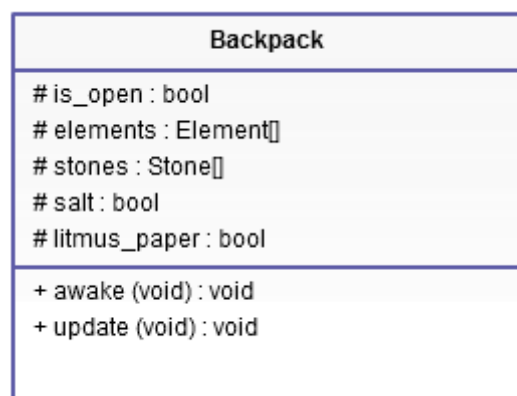 Backpack
# is_open : bool
# elements : Element[]
# stones : Stone[]
# salt : bool
# litmus_paper : bool
+ awake (void) : void
+ update (void) : void